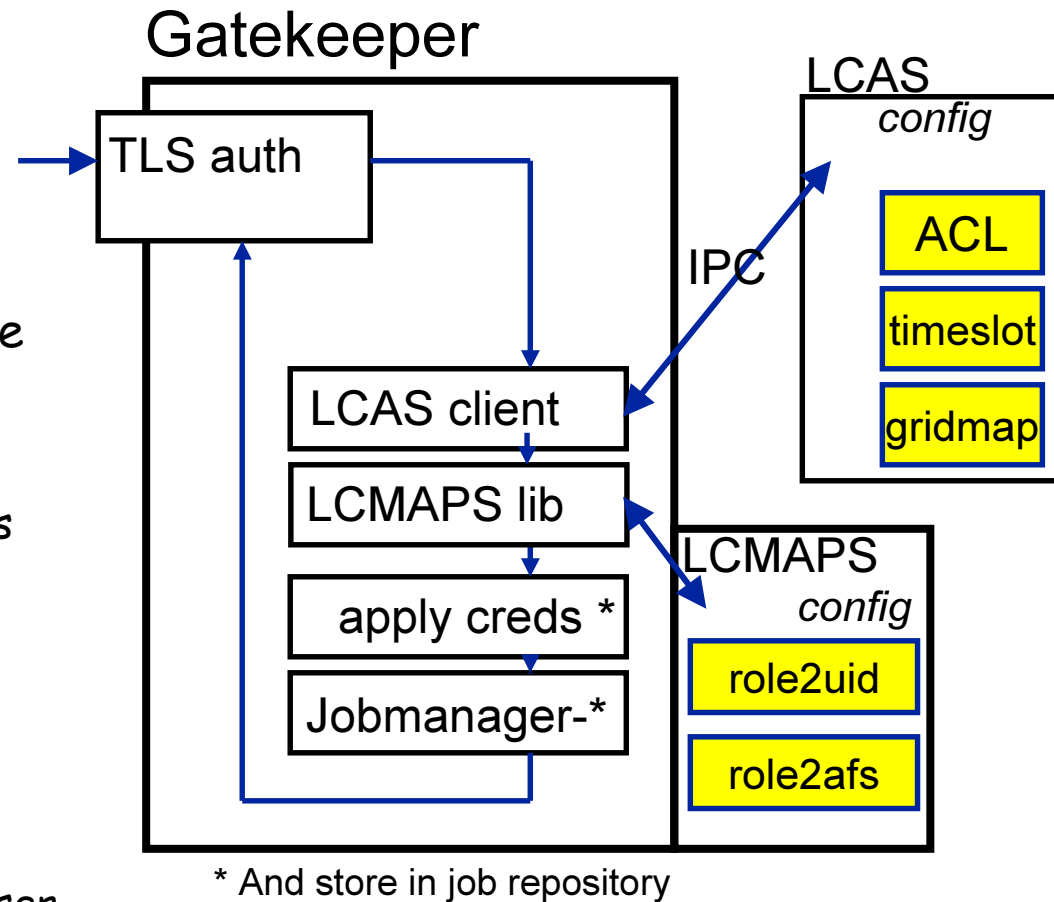 Gatekeeper
TLS auth
LCAS client
LCMAPS lib
apply creds *
Jobmanager-*
IPC
LCAS
config
ACL
timeslot
gridmap
LCMAPS
config
role2uid
role2afs
* And store in job repository